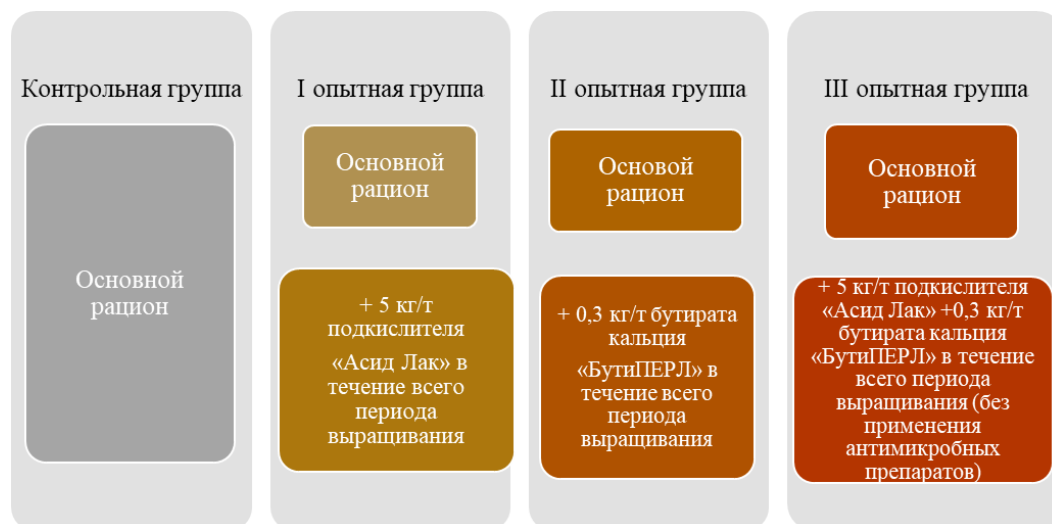 Контрольная группа
Основной
рацион
I опытная группа
Основной
рацион
+ 5 кг/т
подкислителя
«Асид Лак» в
течение всего
периода
выращивания
II опытная группа
Основой
рацион
+ 0,3 кг/т бутирата
кальция
«БутиПЕРЛ» в
течение всего
периода
выращивания
III опытная группа
Основной
рацион
+ 5 кг/т подкислителя
«Асид Лак» +0,3 кг/т
бутирата кальция
«БутиПЕРЛ» в течение
всего периода
выращивания (без
применения
антимикробных
препаратов)